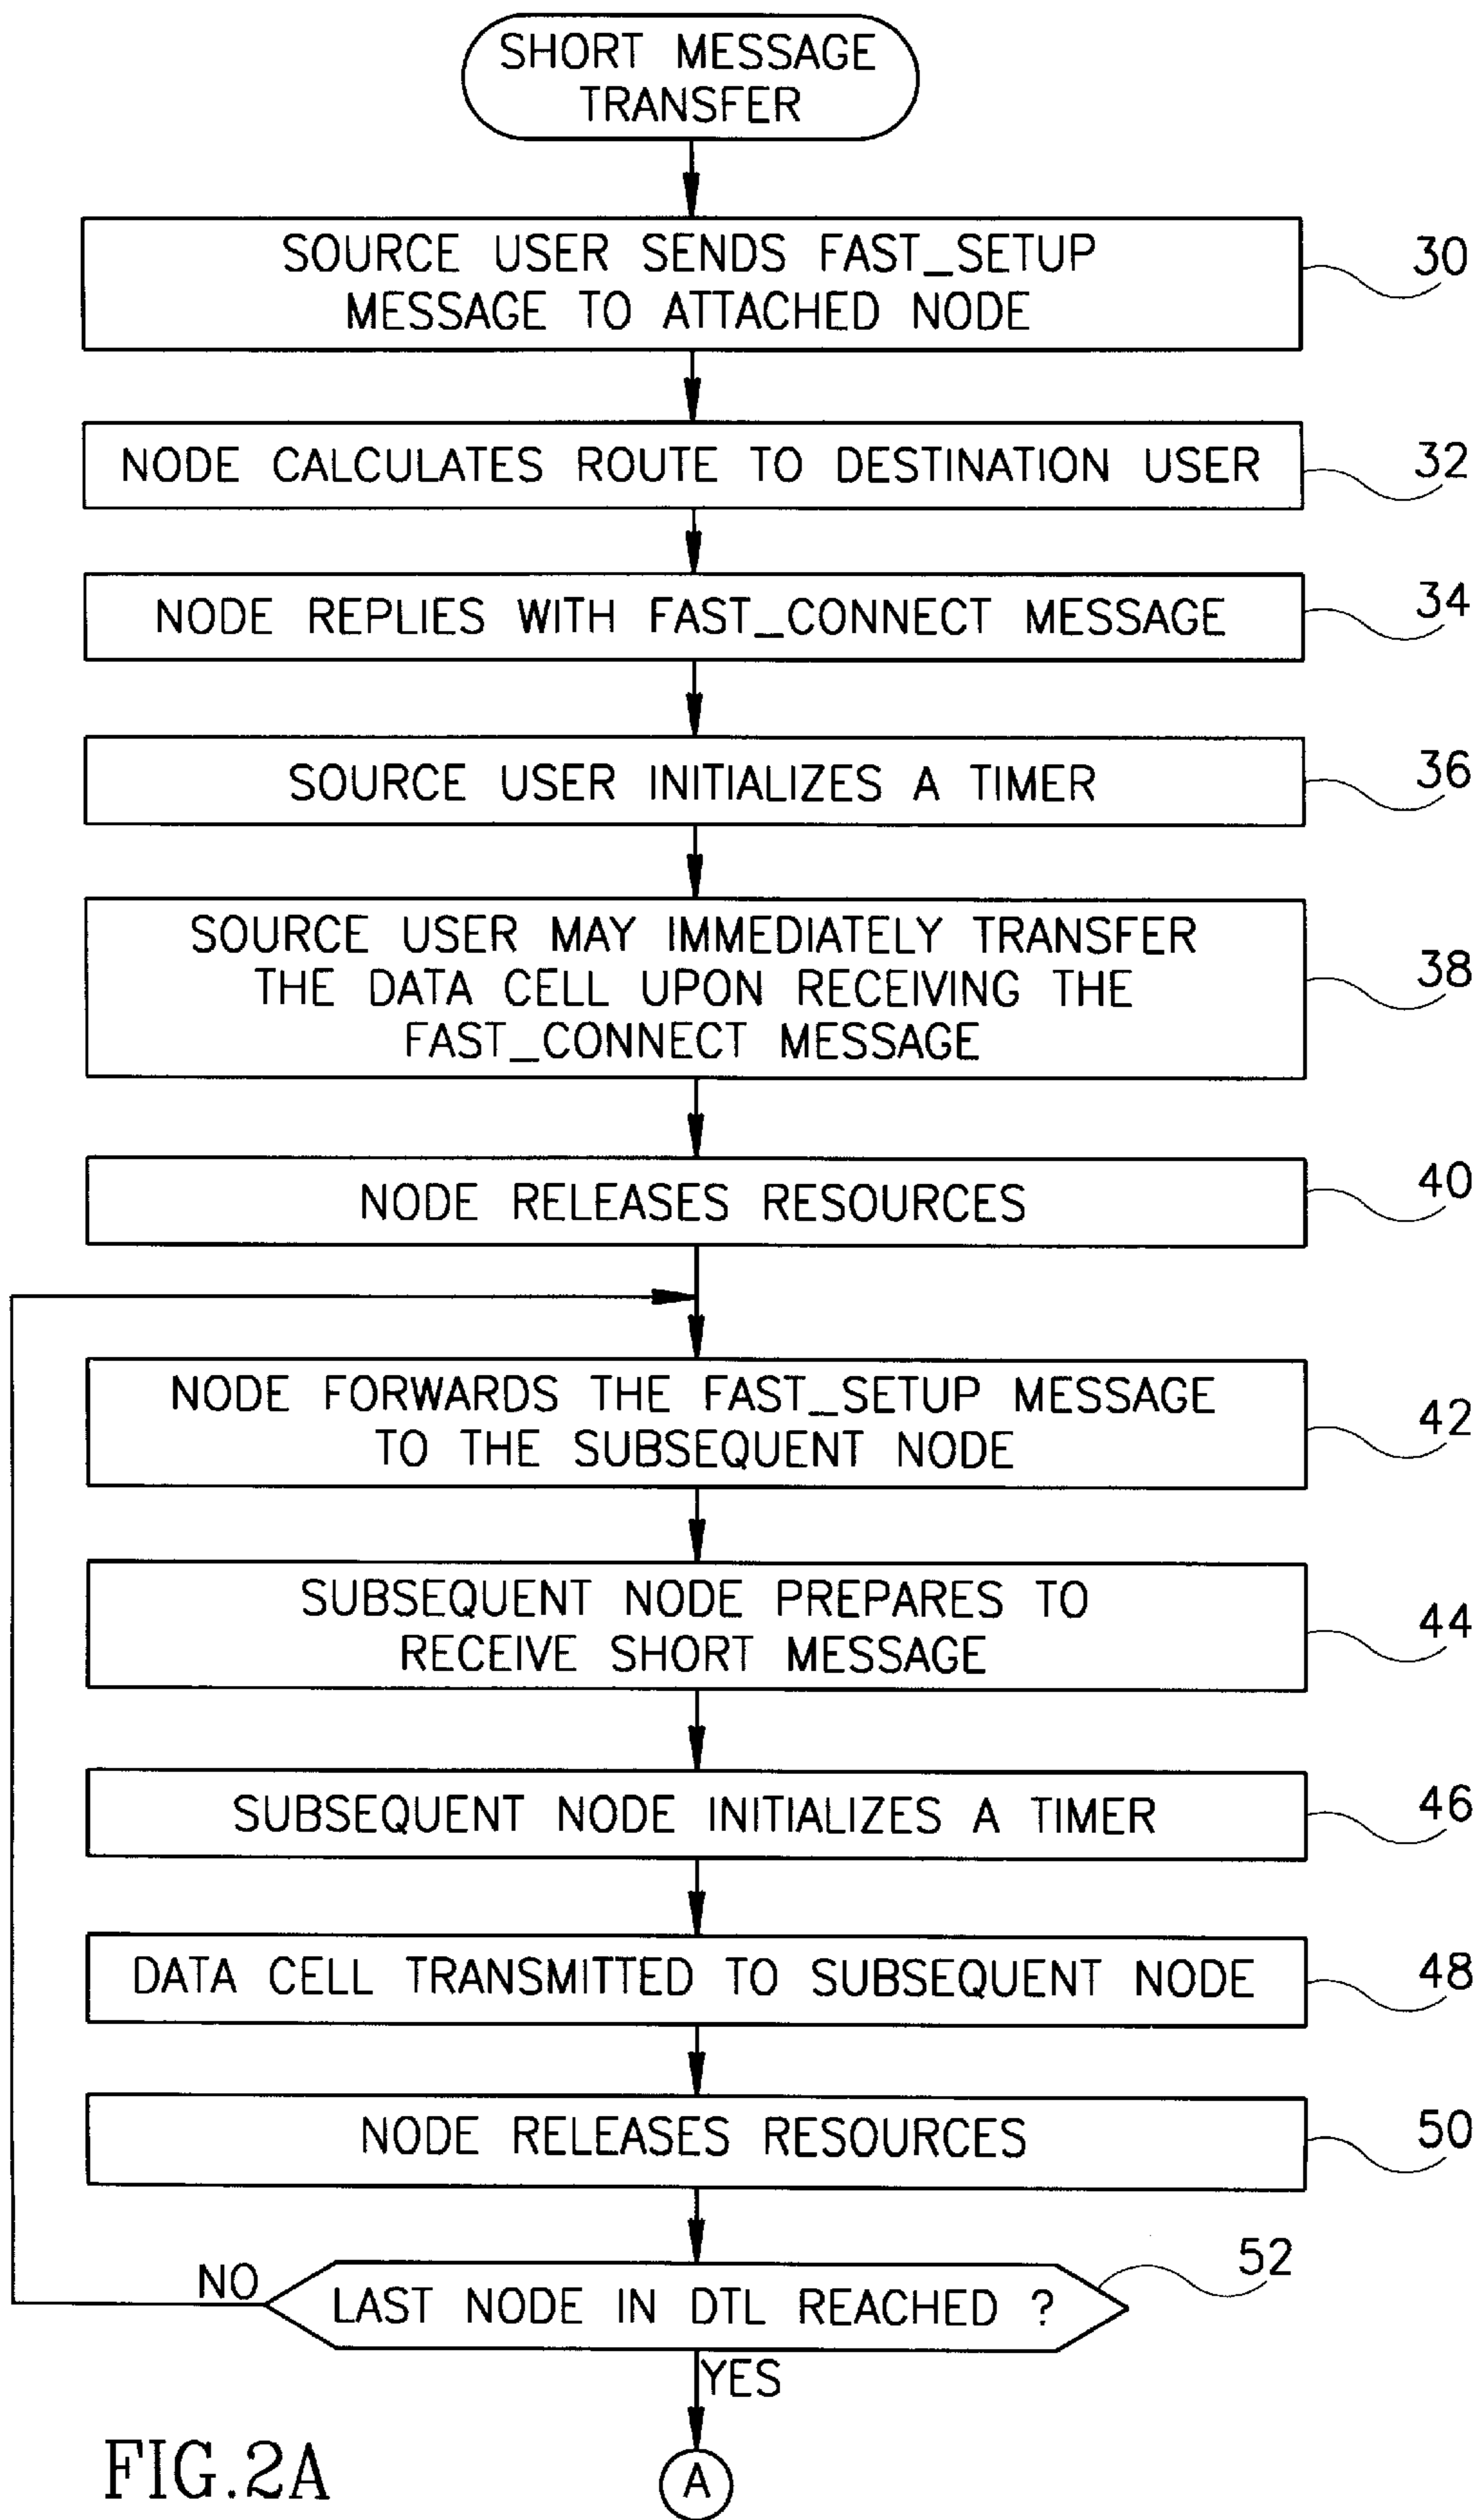 SHORT MESSAGE
TRANSFER
SOURCE USER SENDS FAST_SETUP
MESSAGE TO ATTACHED NODE
30
NODE CALCULATES ROUTE TO DESTINATION USER
32
NODE REPLIES WITH FAST_CONNECT MESSAGE
34
SOURCE USER INITIALIZES A TIMER
36
SOURCE USER MAY IMMEDIATELY TRANSFER
THE DATA CELL UPON RECEIVING THE
FAST_CONNECT MESSAGE
38
NODE RELEASES RESOURCES
40
NODE FORWARDS THE FAST_SETUP MESSAGE
TO THE SUBSEQUENT NODE
42
SUBSEQUENT NODE PREPARES TO
RECEIVE SHORT MESSAGE
44
SUBSEQUENT NODE INITIALIZES A TIMER
46
DATA CELL TRANSMITTED TO SUBSEQUENT NODE
48
NODE RELEASES RESOURCES
50
NO
LAST NODE IN DTL REACHED ?
52
YES
A
FIG.2A